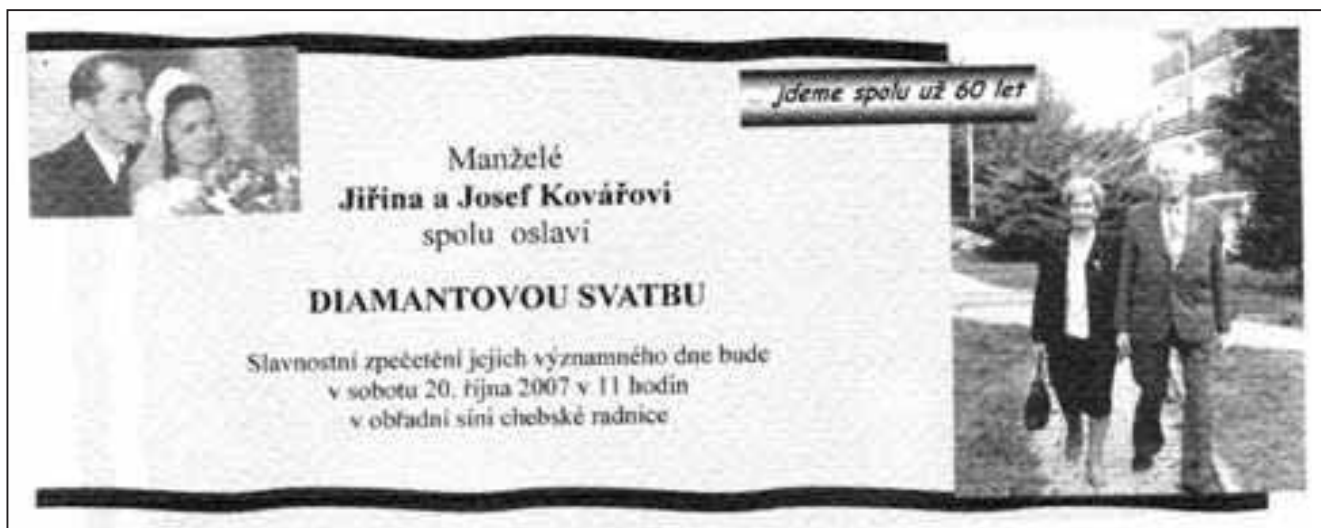 ... jdeme spolu už 60 let
Manželé
Jiřina a Josef Kovářovi
spolu oslaví
DIAMANTOVOU SVATBU
Slavnostní zpečetění jejich významného dne bude
v sobotu 20. října 2007 v 11 hodin
v obřadní síni chebské radnice